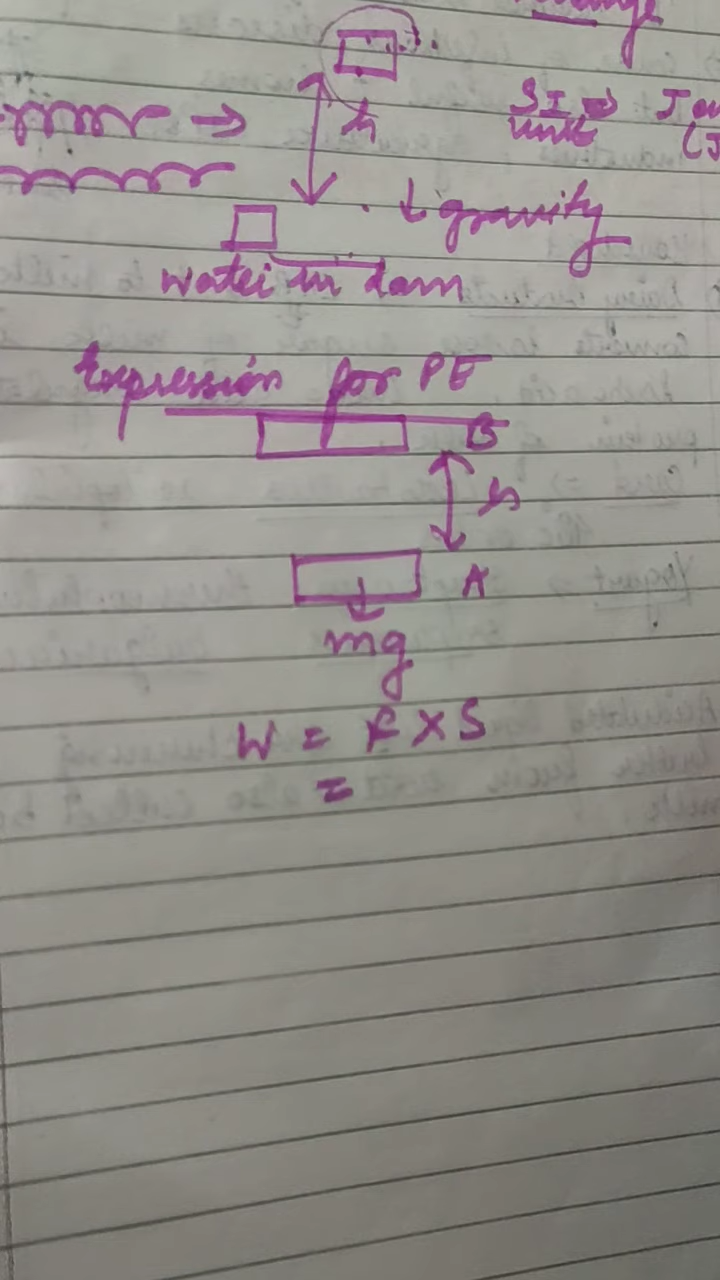 h
SI ⇒
unit
↓ gravity
water in dam
Expression for PE
B
h
A
mg
W = F X S
=